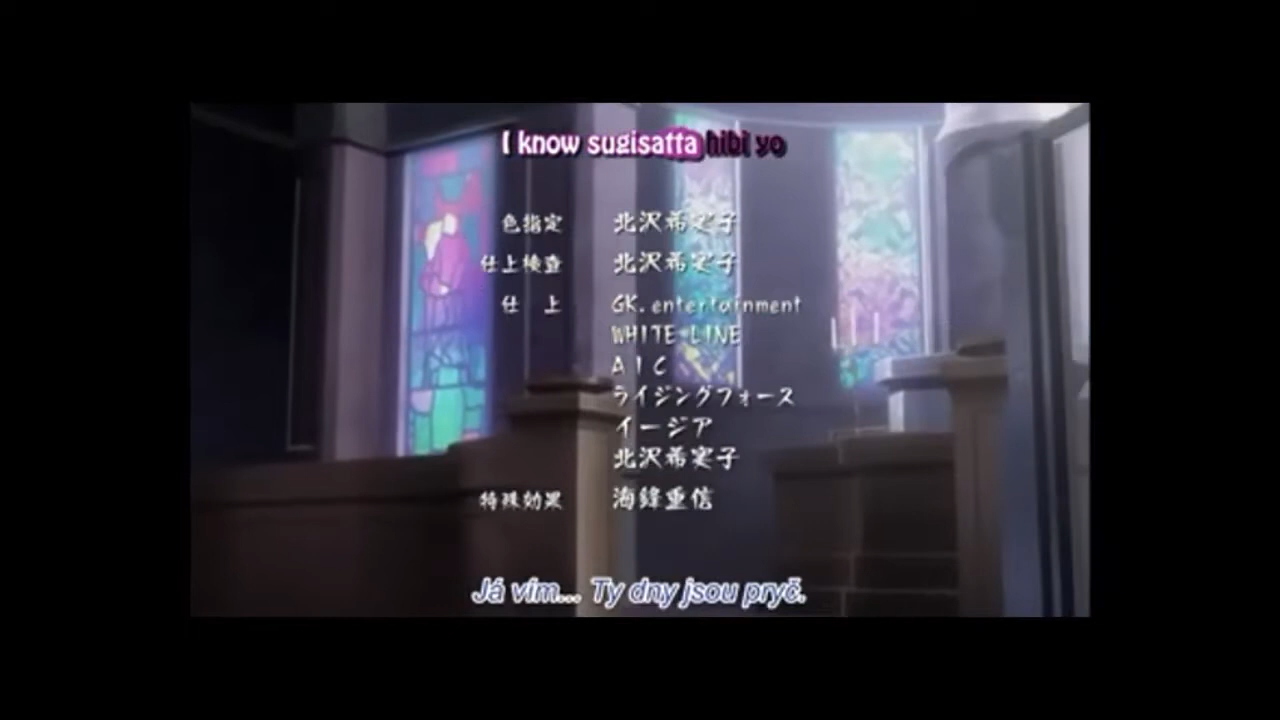 I know sugisatta hibi yo
色指定 北沢希実子
仕上検査 北沢希実子
仕 上 GK.entertainment
WHITE LINE
AIC
ライジングフォース
イージア
北沢希実子
特殊効果 海鋒重信
Já vím... Ty dny jsou pryč.